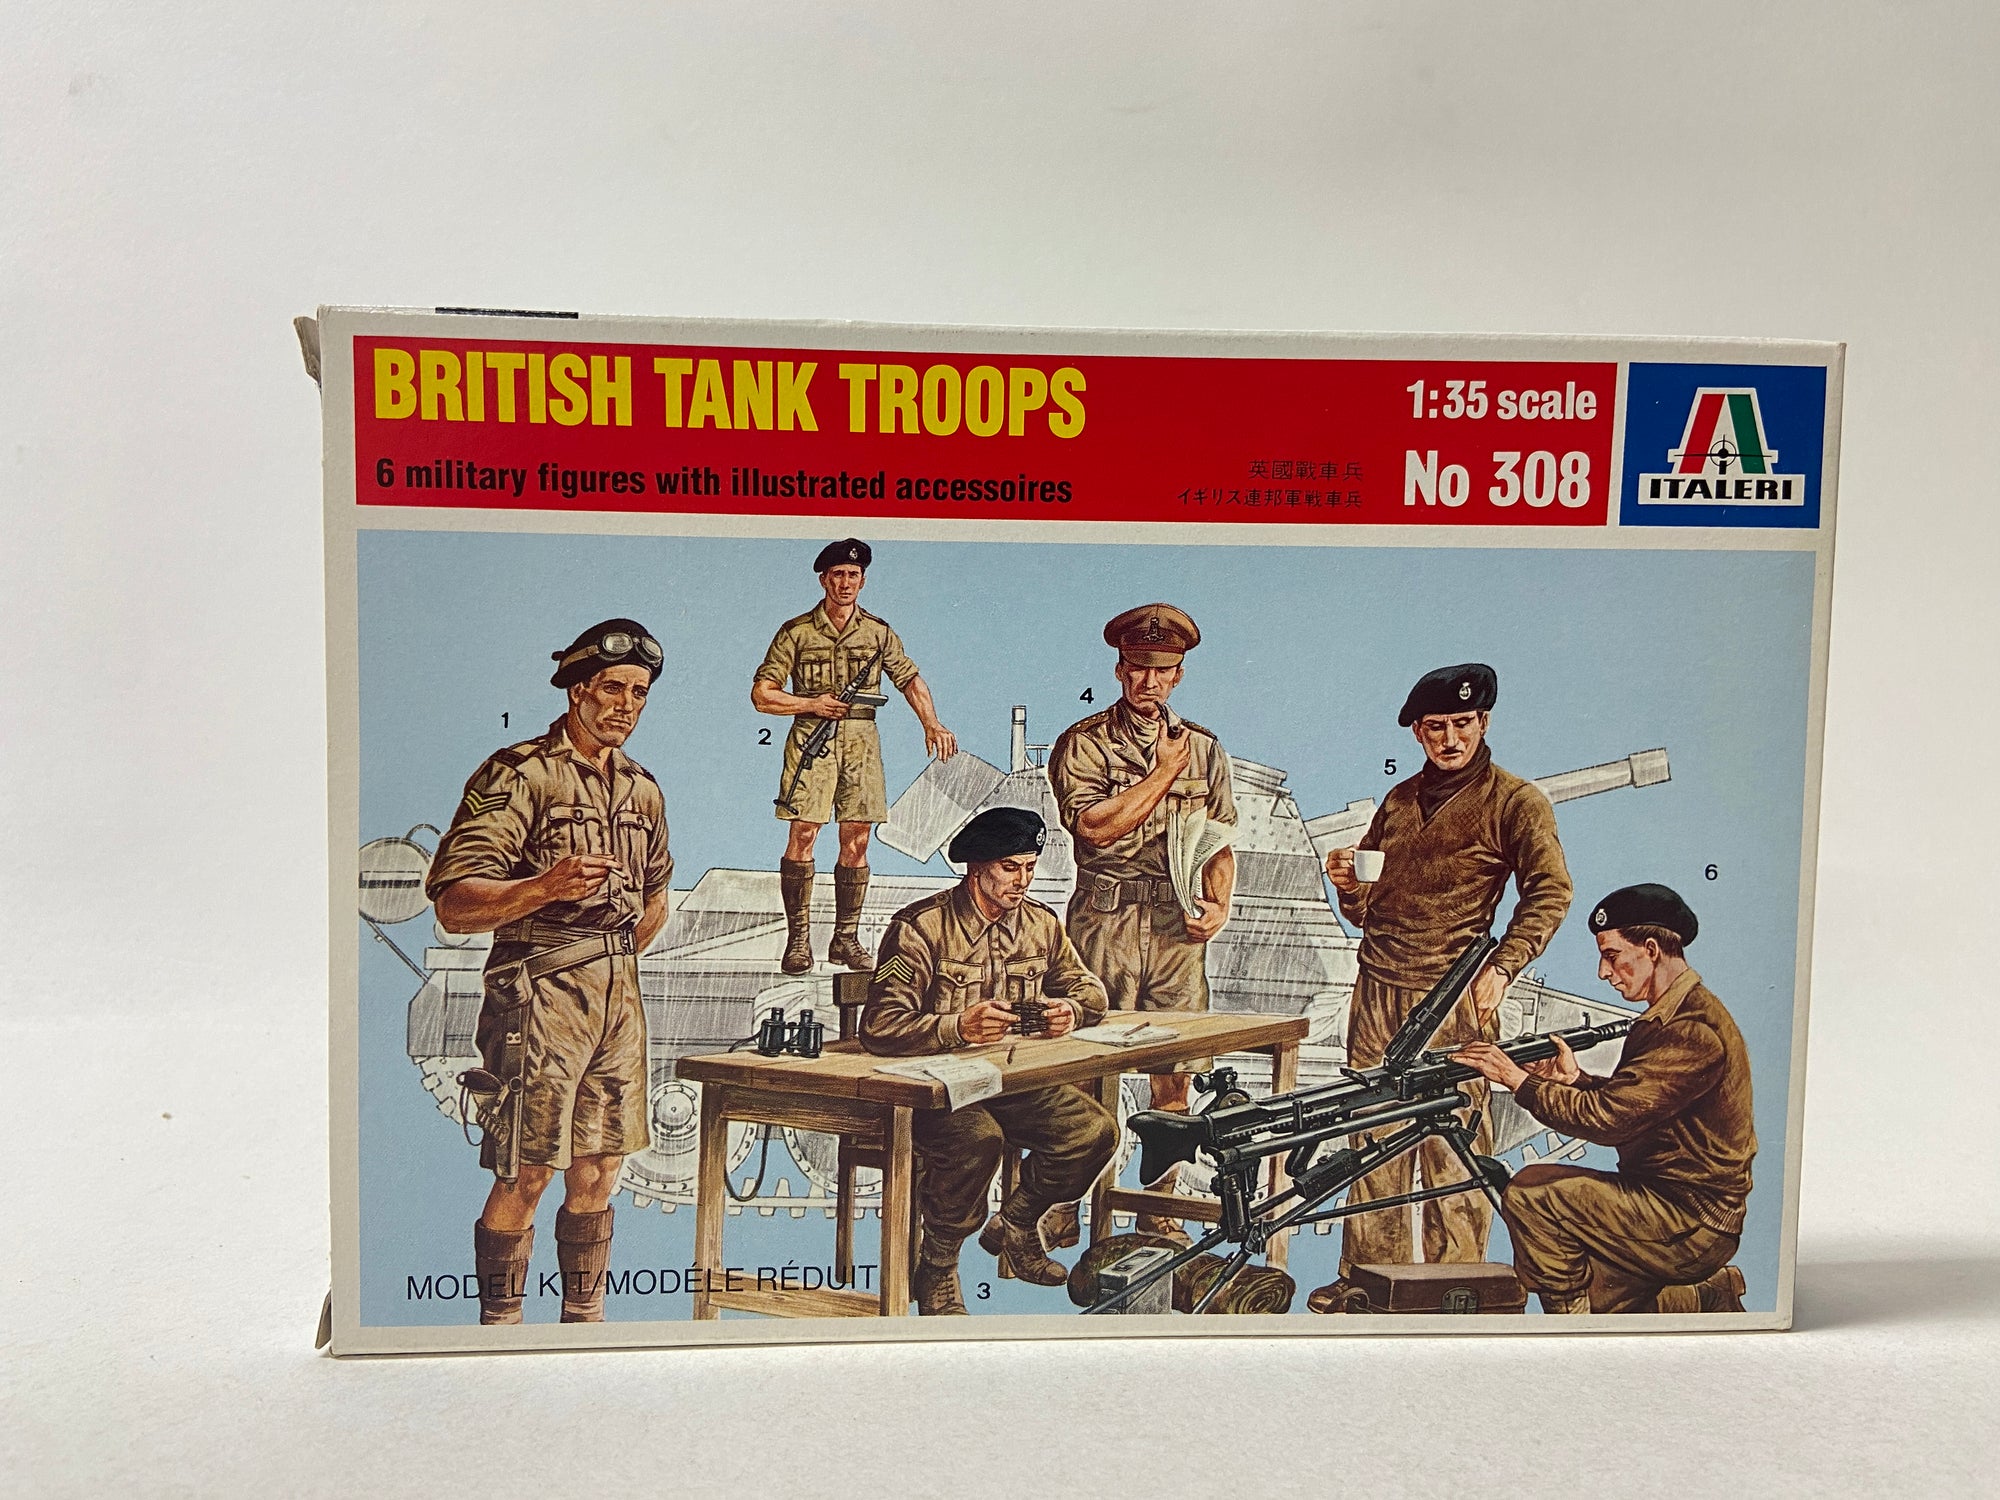 BRITISH TANK TROOPS
6 military figures with illustrated accessoires
英國戰車兵
イギリス連邦軍戦車兵
1:35 scale
No 308
ITALERI
1
2
3
4
5
6
MODEL KIT/MODÉLE RÉDUIT